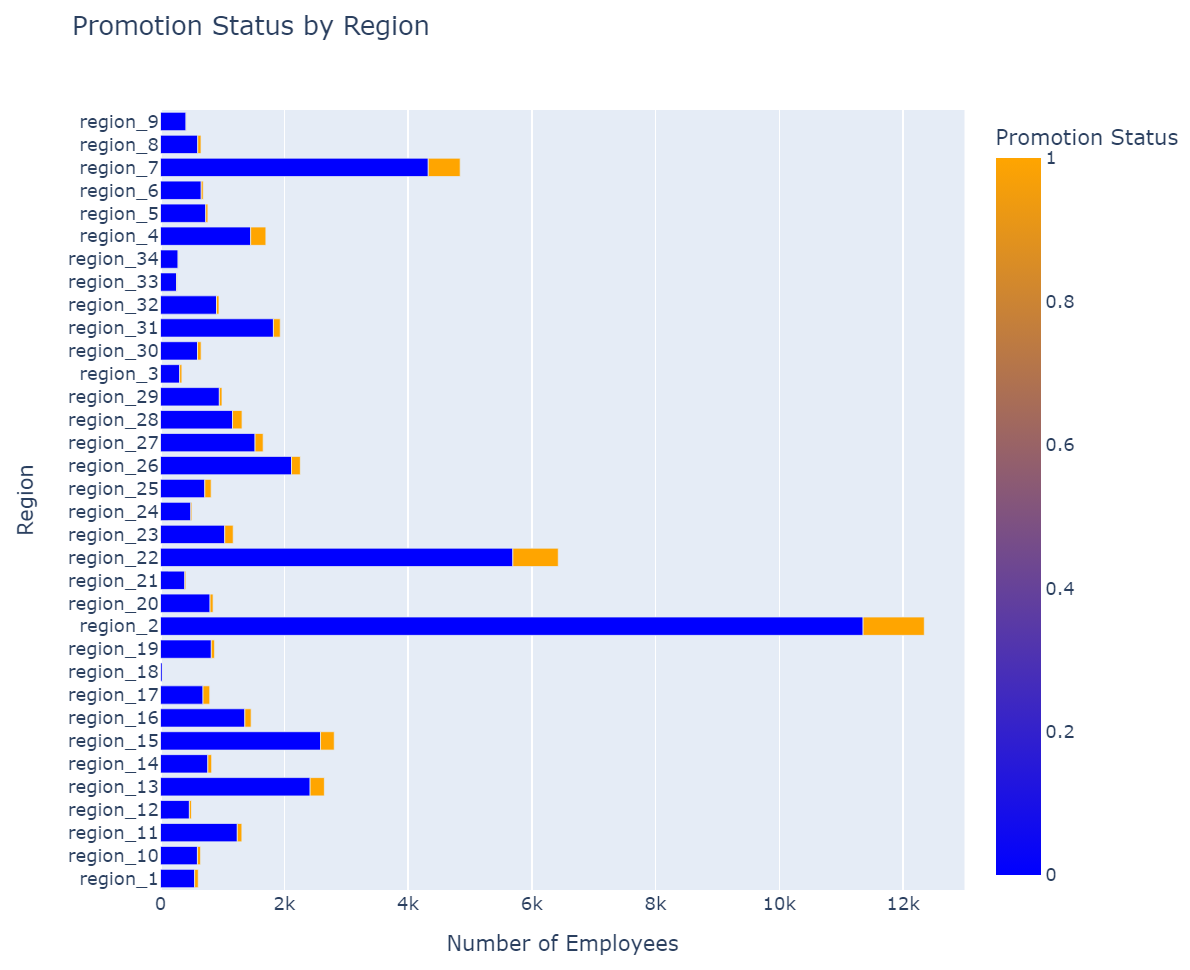 Promotion Status by Region
Promotion Status
region_9
region_8
region_7
region_6
region_5
region_4
region_34
region_33
region_32
region_31
region_30
region_3
region_29
region_28
region_27
region_26
region_25
region_24
region_23
region_22
region_21
region_20
region_2
region_19
region_18
region_17
region_16
region_15
region_14
region_13
region_12
region_11
region_10
region_1
Region
0 2k 4k 6k 8k 10k 12k
Number of Employees
1
0.8
0.6
0.4
0.2
0